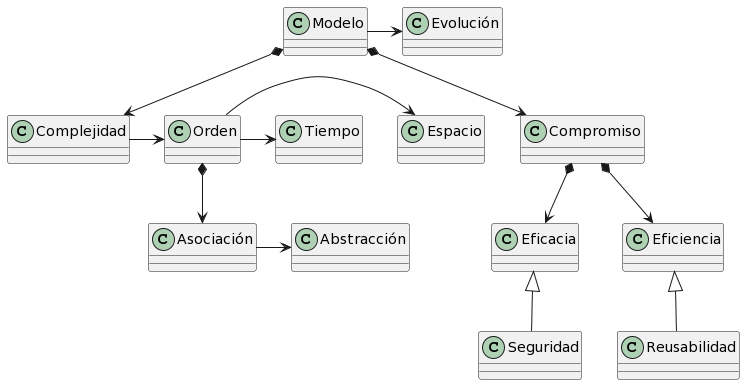 C Modelo
C Evolución
C Complejidad
C Orden
C Tiempo
C Espacio
C Compromiso
C Asociación
C Abstracción
C Eficacia
C Eficiencia
C Seguridad
C Reusabilidad